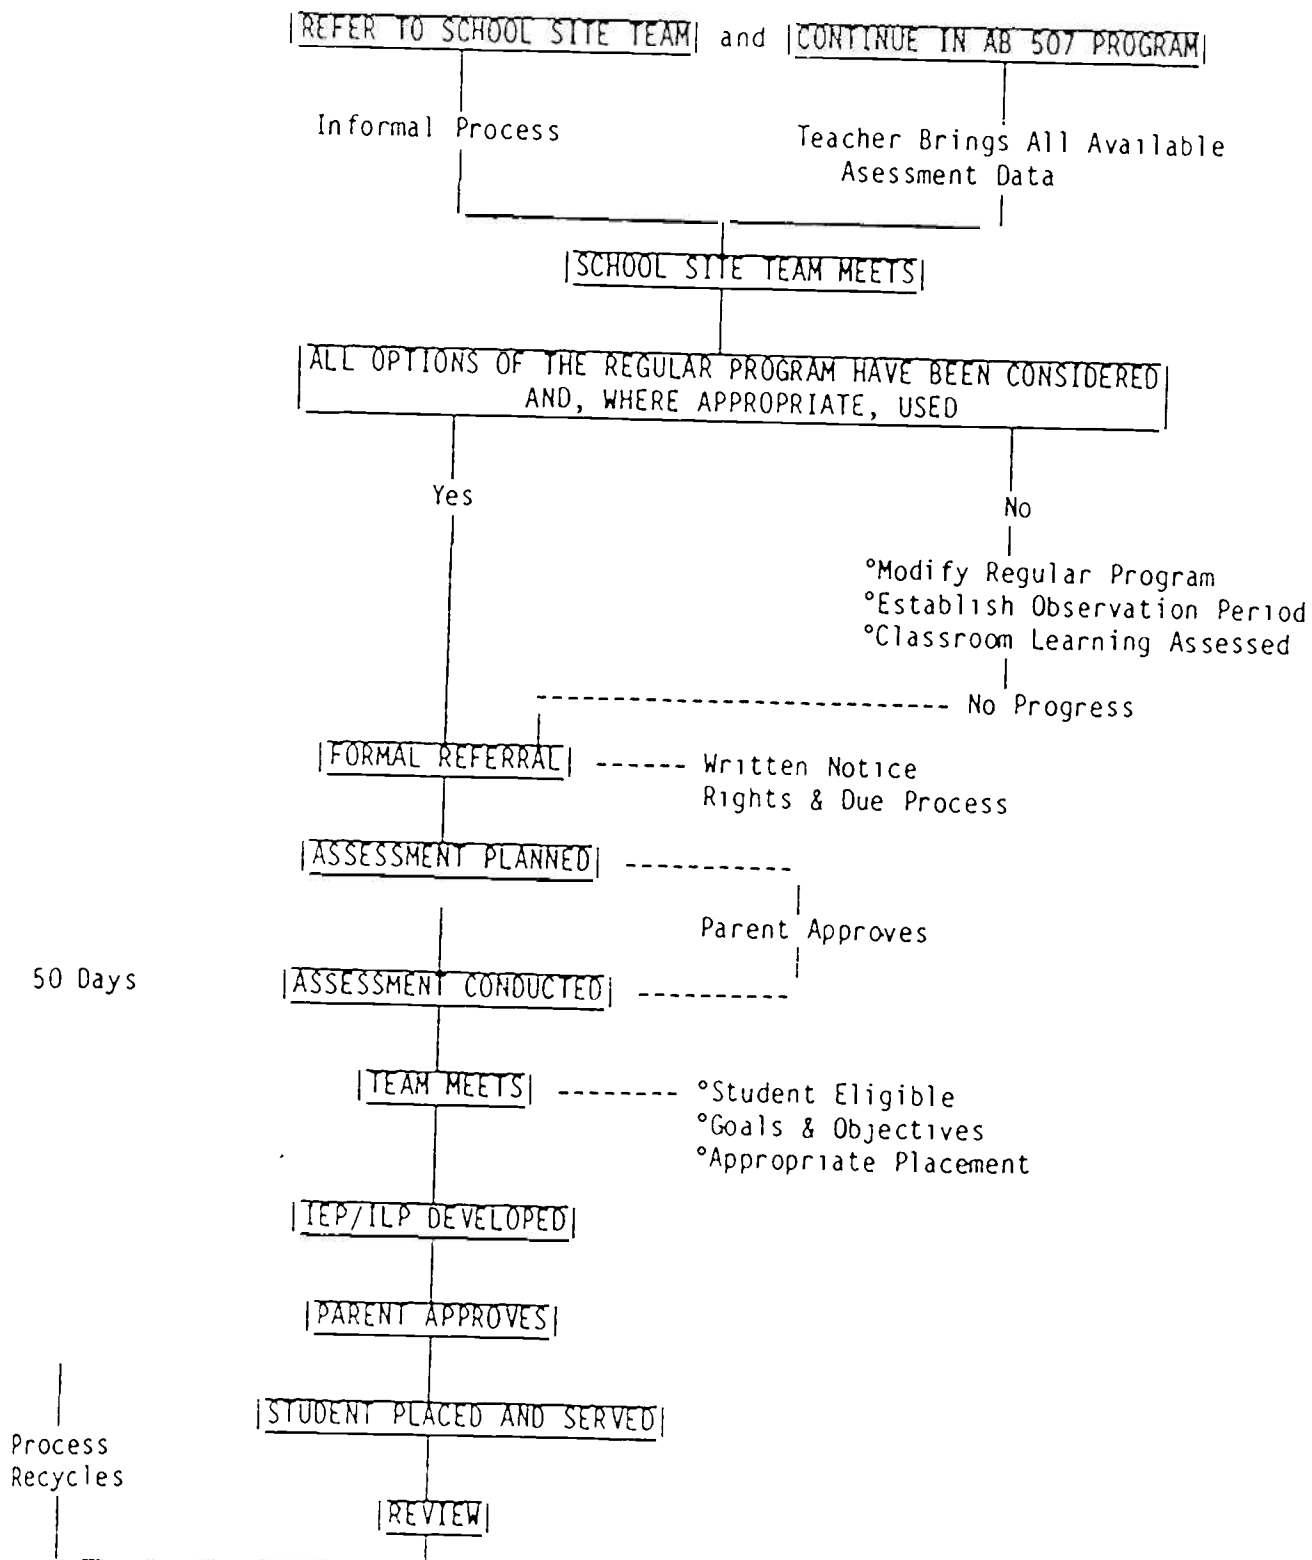 REFER TO SCHOOL SITE TEAM and CONTINUE IN AB 507 PROGRAM
Informal Process
Teacher Brings All Available
Asessment Data
SCHOOL SITE TEAM MEETS
ALL OPTIONS OF THE REGULAR PROGRAM HAVE BEEN CONSIDERED
AND, WHERE APPROPRIATE, USED
Yes
No
°Modify Regular Program
°Establish Observation Period
°Classroom Learning Assessed
No Progress
FORMAL REFERRAL ------ Written Notice
Rights & Due Process
ASSESSMENT PLANNED
Parent Approves
50 Days
ASSESSMENT CONDUCTED
TEAM MEETS -------- °Student Eligible
°Goals & Objectives
°Appropriate Placement
IEP/ILP DEVELOPED
PARENT APPROVES
STUDENT PLACED AND SERVED
Process
Recycles
REVIEW